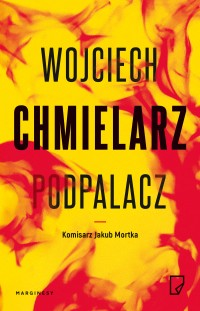 WOJCIECH
CHMIELARZ
PODPALACZ
Komisarz Jakub Mortka
MARGINESY